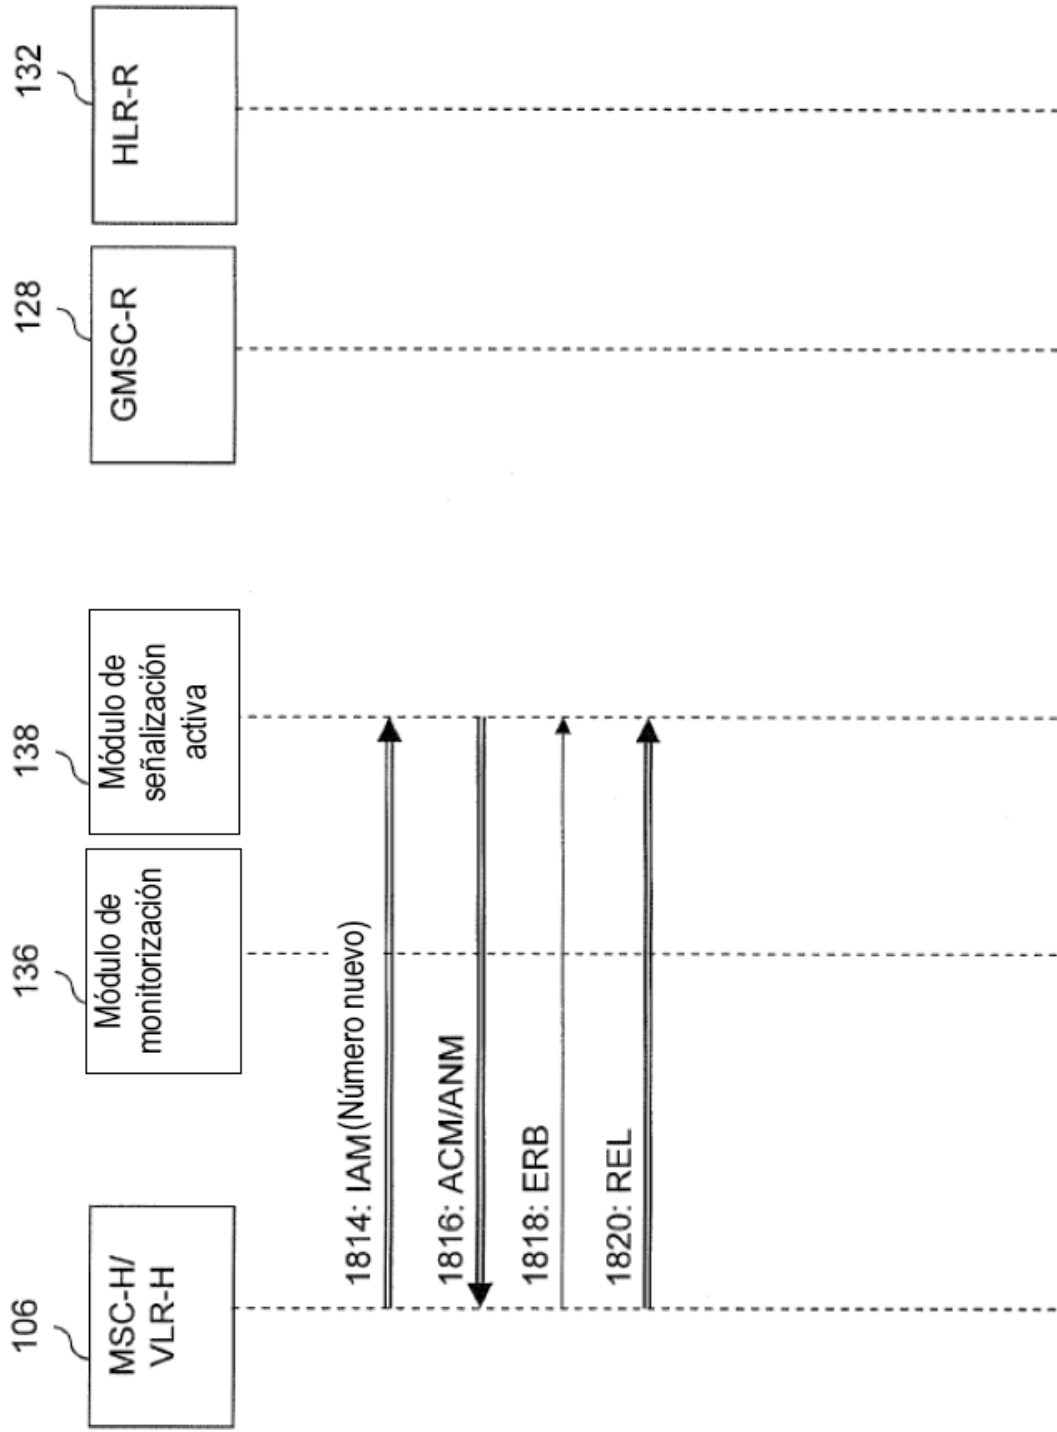 106
136
138
128
132
MSC-H/
VLR-H
Módulo de
monitorización
Módulo de
señalización
activa
GMSC-R
HLR-R
1814: IAM(Número nuevo)
1816: ACM/ANM
1818: ERB
1820: REL